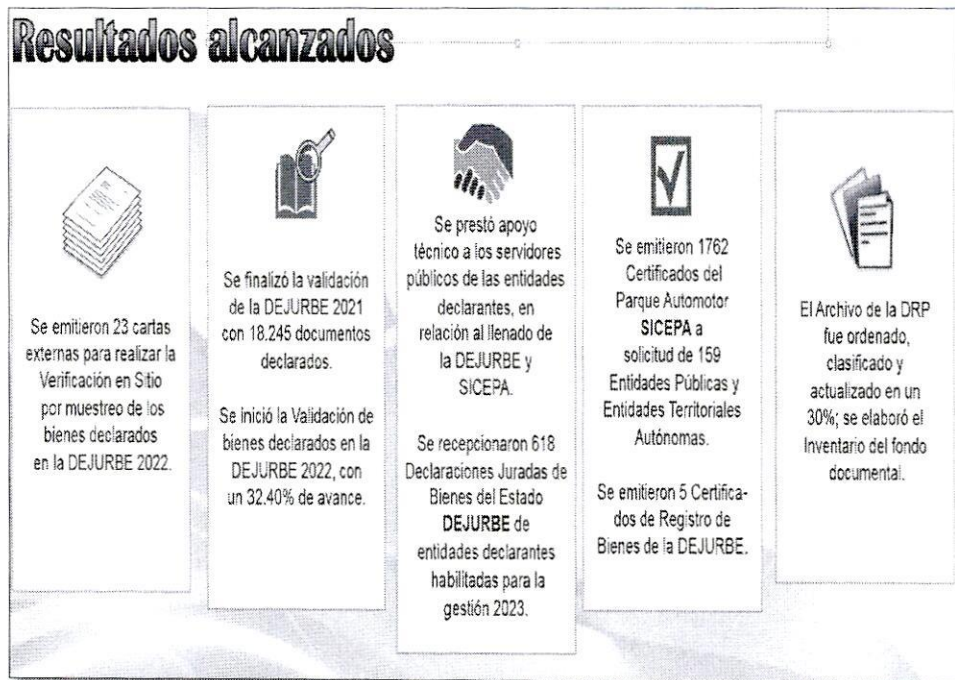 Resultados alcanzados
Se emitieron 23 cartas
externas para realizar la
Verificación en Sitio
por muestreo de los
bienes declarados
en la DEJURBE 2022.
Se finalizó la validación
de la DEJURBE 2021
con 18.245 documentos
declarados.
Se inició la Validación de
bienes declarados en la
DEJURBE 2022, con
un 32.40% de avance.
Se prestó apoyo
técnico a los servidores
públicos de las entidades
declarantes, en
relación al llenado de
la DEJURBE y
SICEPA.
Se recepcionaron 618
Declaraciones Juradas de
Bienes del Estado
DEJURBE de
entidades declarantes
habilitadas para la
gestión 2023.
Se emitieron 1762
Certificados del
Parque Automotor
SICEPA a
solicitud de 159
Entidades Públicas y
Entidades Territoriales
Autónomas.
Se emitieron 5 Certifica-
dos de Registro de
Bienes de la DEJURBE.
El Archivo de la DRP
fue ordenado,
clasificado y
actualizado en un
30%; se elaboró el
Inventario del fondo
documental.